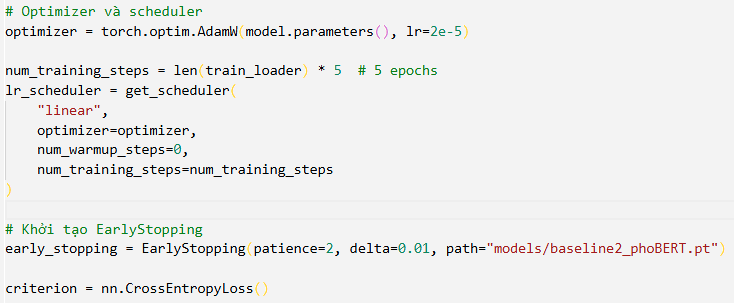 # Optimizer và scheduler
optimizer = torch.optim.AdamW(model.parameters(), lr=2e-5)
num_training_steps = len(train_loader) * 5  # 5 epochs
lr_scheduler = get_scheduler(
    "linear",
    optimizer=optimizer,
    num_warmup_steps=0,
    num_training_steps=num_training_steps
)
# Khởi tạo EarlyStopping
early_stopping = EarlyStopping(patience=2, delta=0.01, path="models/baseline2_phoBERT.pt")
criterion = nn.CrossEntropyLoss()